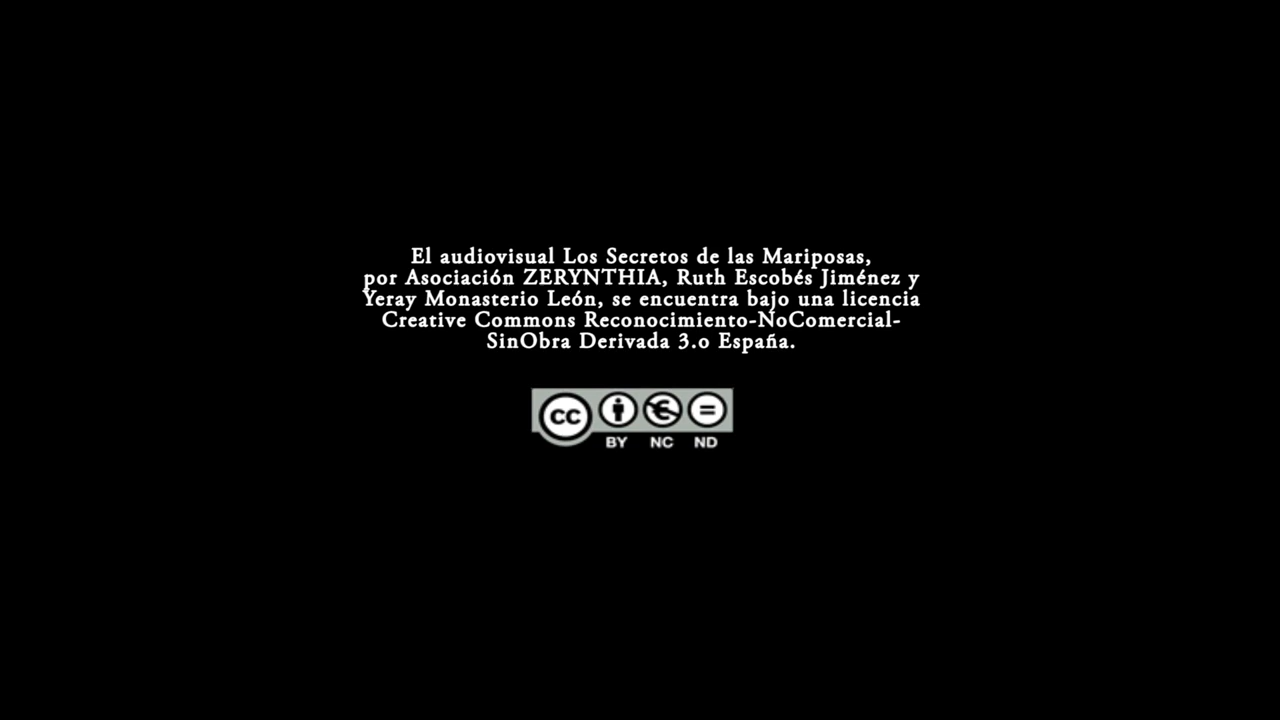 El audiovisual Los Secretos de las Mariposas,
por Asociación ZERYNTHIA, Ruth Escobés Jiménez y
Yeray Monasterio León, se encuentra bajo una licencia
Creative Commons Reconocimiento-NoComercial-
SinObra Derivada 3.0 España.
cc
BY NC ND